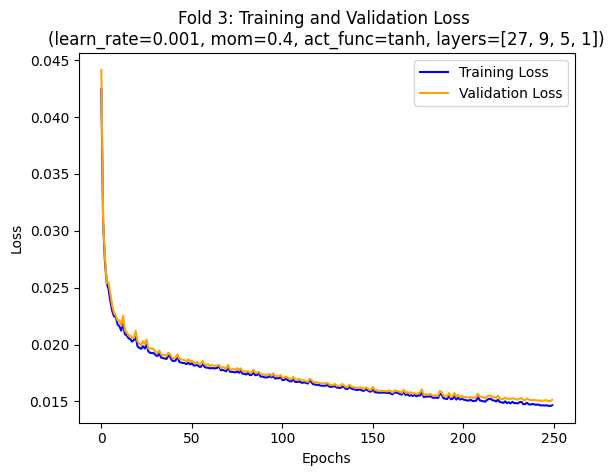 Fold 3: Training and Validation Loss
(learn_rate=0.001, mom=0.4, act_func=tanh, layers=[27, 9, 5, 1])
Training Loss
Validation Loss
0.045
0.040
0.035
0.030
0.025
0.020
0.015
Loss
0 50 100 150 200 250
Epochs